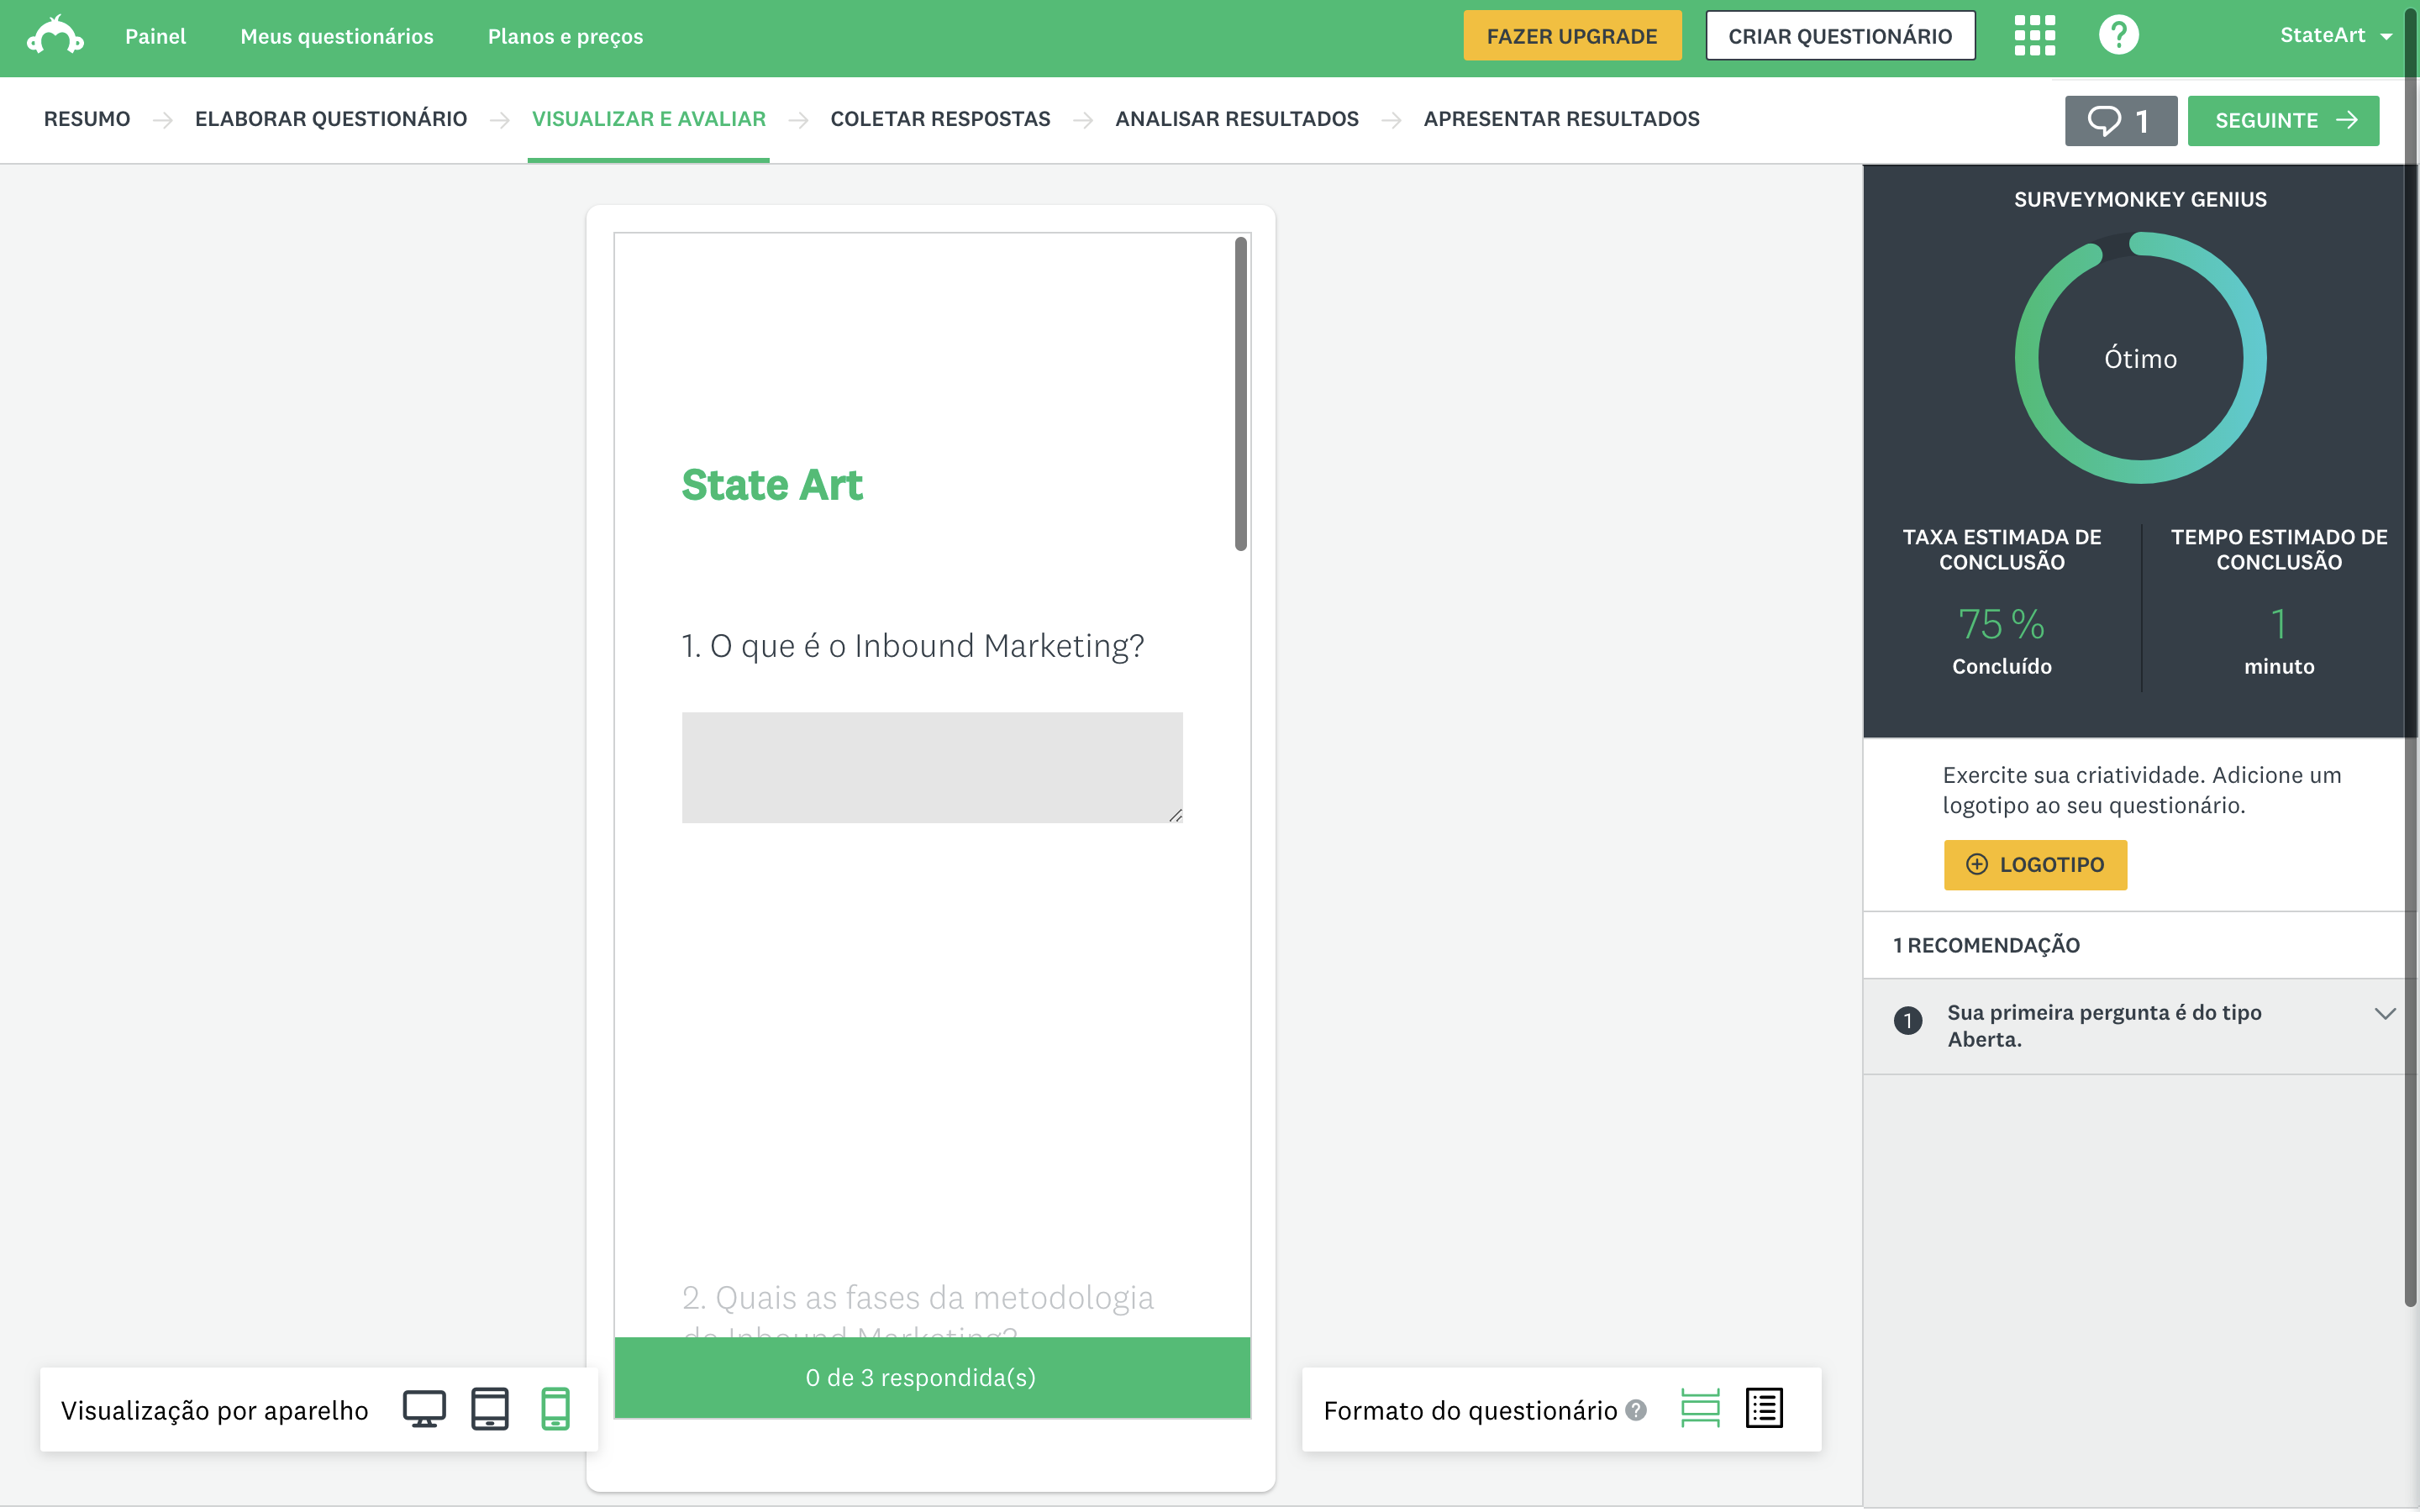 Painel
Meus questionários
Planos e preços
FAZER UPGRADE
CRIAR QUESTIONÁRIO
?
StateArt
RESUMO
ELABORAR QUESTIONÁRIO
VISUALIZAR E AVALIAR
COLETAR RESPOSTAS
ANALISAR RESULTADOS
APRESENTAR RESULTADOS
1
SEGUINTE
State Art
1. O que é o Inbound Marketing?
2. Quais as fases da metodologia
do Inbound Marketing?
0 de 3 respondida(s)
Visualização por aparelho
Formato do questionário ?
SURVEYMONKEY GENIUS
Ótimo
TAXA ESTIMADA DE
CONCLUSÃO
75 %
Concluído
TEMPO ESTIMADO DE
CONCLUSÃO
1
minuto
Exercite sua criatividade. Adicione um
logotipo ao seu questionário.
LOGOTIPO
1 RECOMENDAÇÃO
1 Sua primeira pergunta é do tipo
Aberta.